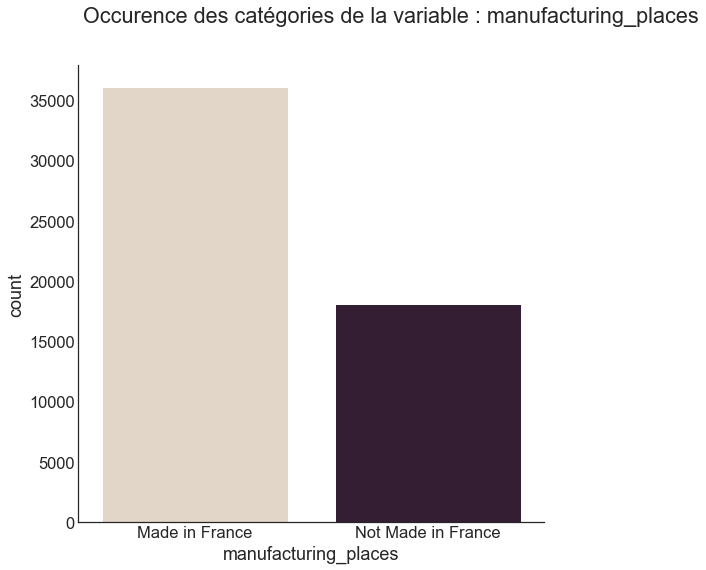 Occurence des catégories de la variable : manufacturing_places
35000
30000
25000
20000
15000
10000
5000
0
count
Made in France
Not Made in France
manufacturing_places